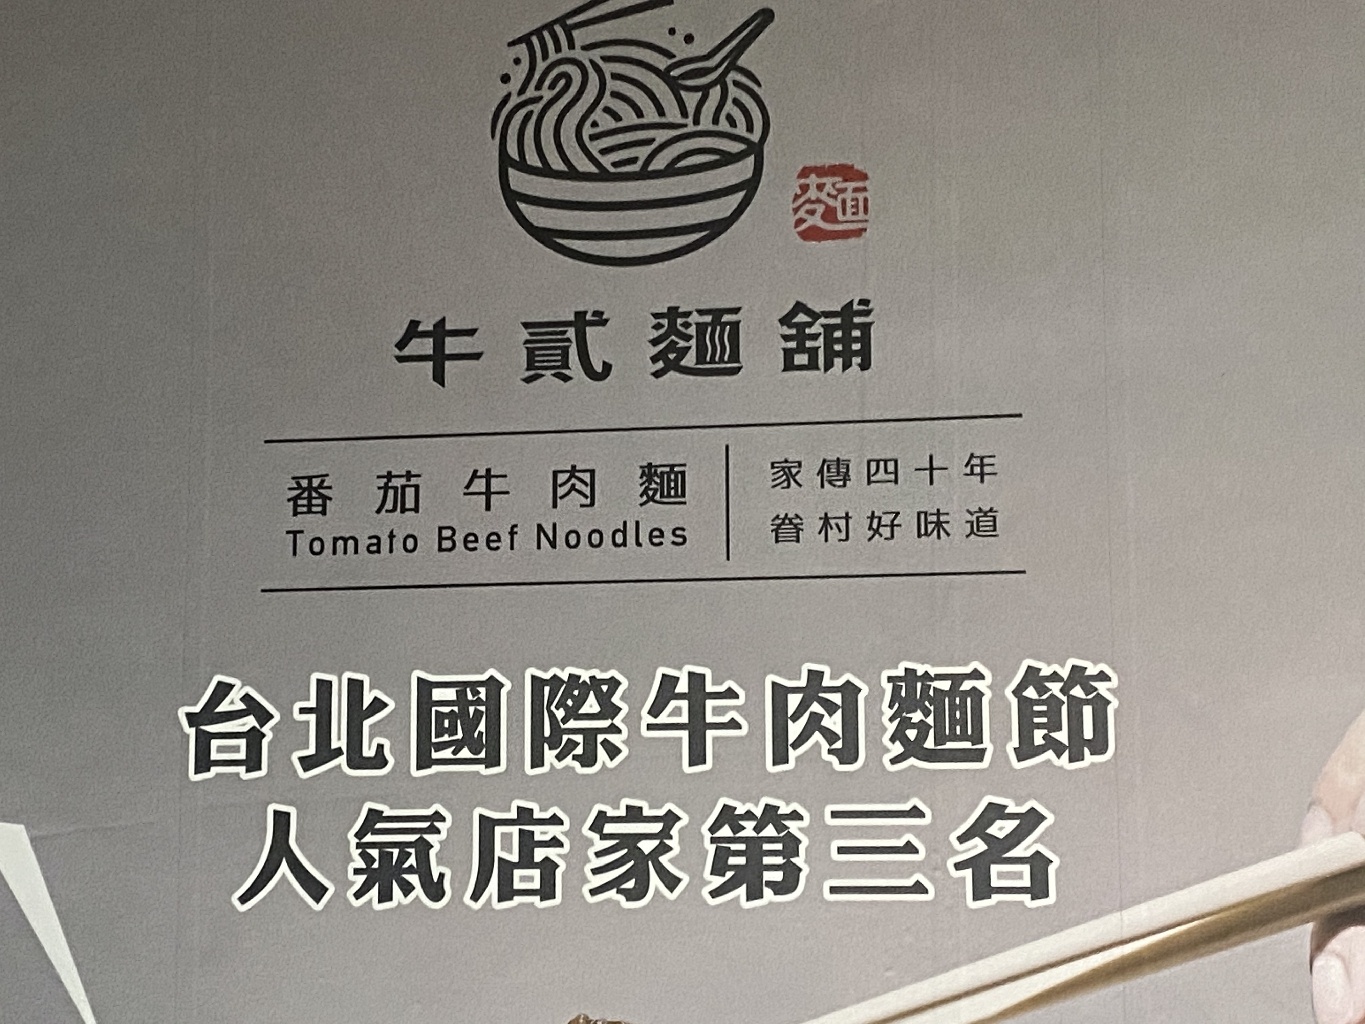 麵
牛貳麵舖
番茄牛肉麵
Tomato Beef Noodles
家傳四十年
眷村好味道
台北國際牛肉麵節
人氣店家第三名